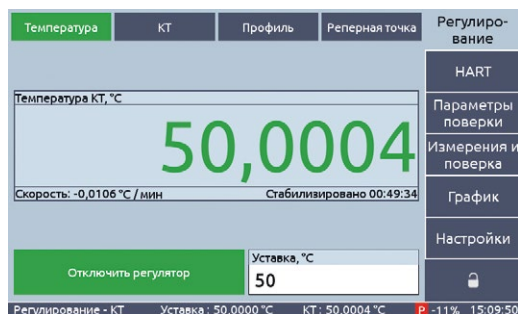 Температура КТ Профиль Реперная точка Регулиро-
вание
HART
Температура КТ, °C
Параметры
поверки
50,0004
Измерения и
поверка
Скорость: -0,0106 °C / мин Стабилизировано 00:49:34
График
Настройки
Отключить регулятор
Уставка, °C
50
Регулирование - КТ Уставка : 50,0000 °C КТ : 50,0004 °C P -11% 15:09:50